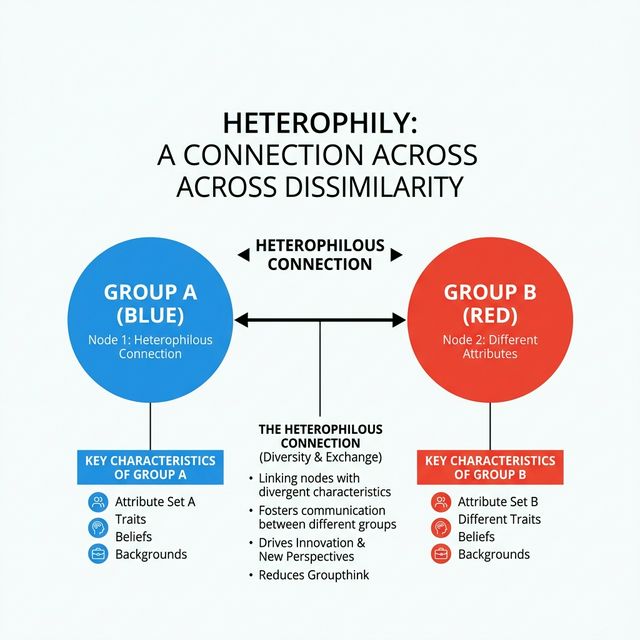 HETEROPHILY:
A CONNECTION ACROSS
ACROSS DISSIMILARITY
HETEROPHILOUS
CONNECTION
GROUP A
(BLUE)
Node 1: Heterophilous
Connection
GROUP B
(RED)
Node 2: Different
Attributes
KEY CHARACTERISTICS
OF GROUP A
Attribute Set A
Traits
Beliefs
Backgrounds
THE HETEROPHILOUS
CONNECTION
(Diversity & Exchange)
• Linking nodes with
divergent characteristics
• Fosters communication
between different groups
• Drives Innovation &
New Perspectives
• Reduces Groupthink
KEY CHARACTERISTICS
OF GROUP B
Attribute Set B
Different Traits
Beliefs
Backgrounds